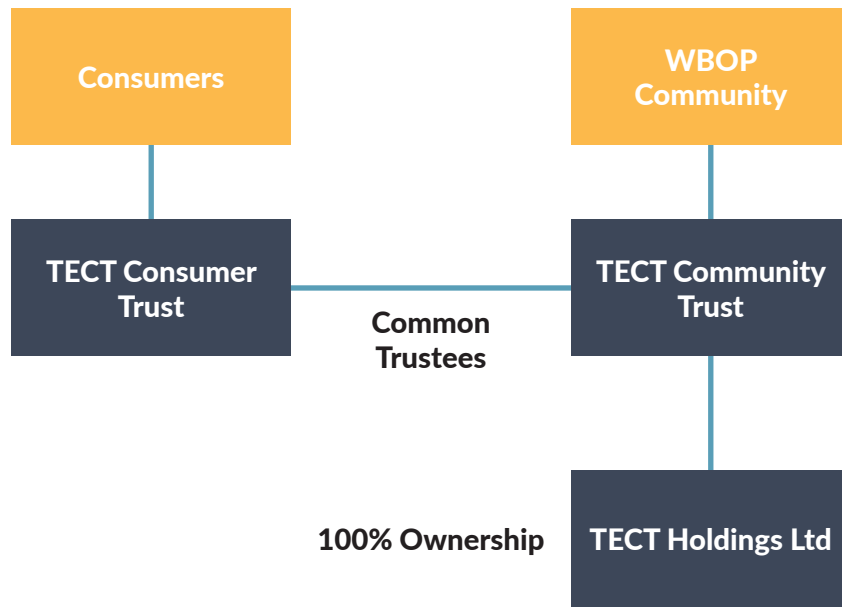 Consumers
WBOP
Community
TECT Consumer
Trust
TECT Community
Trust
Common
Trustees
100% Ownership
TECT Holdings Ltd